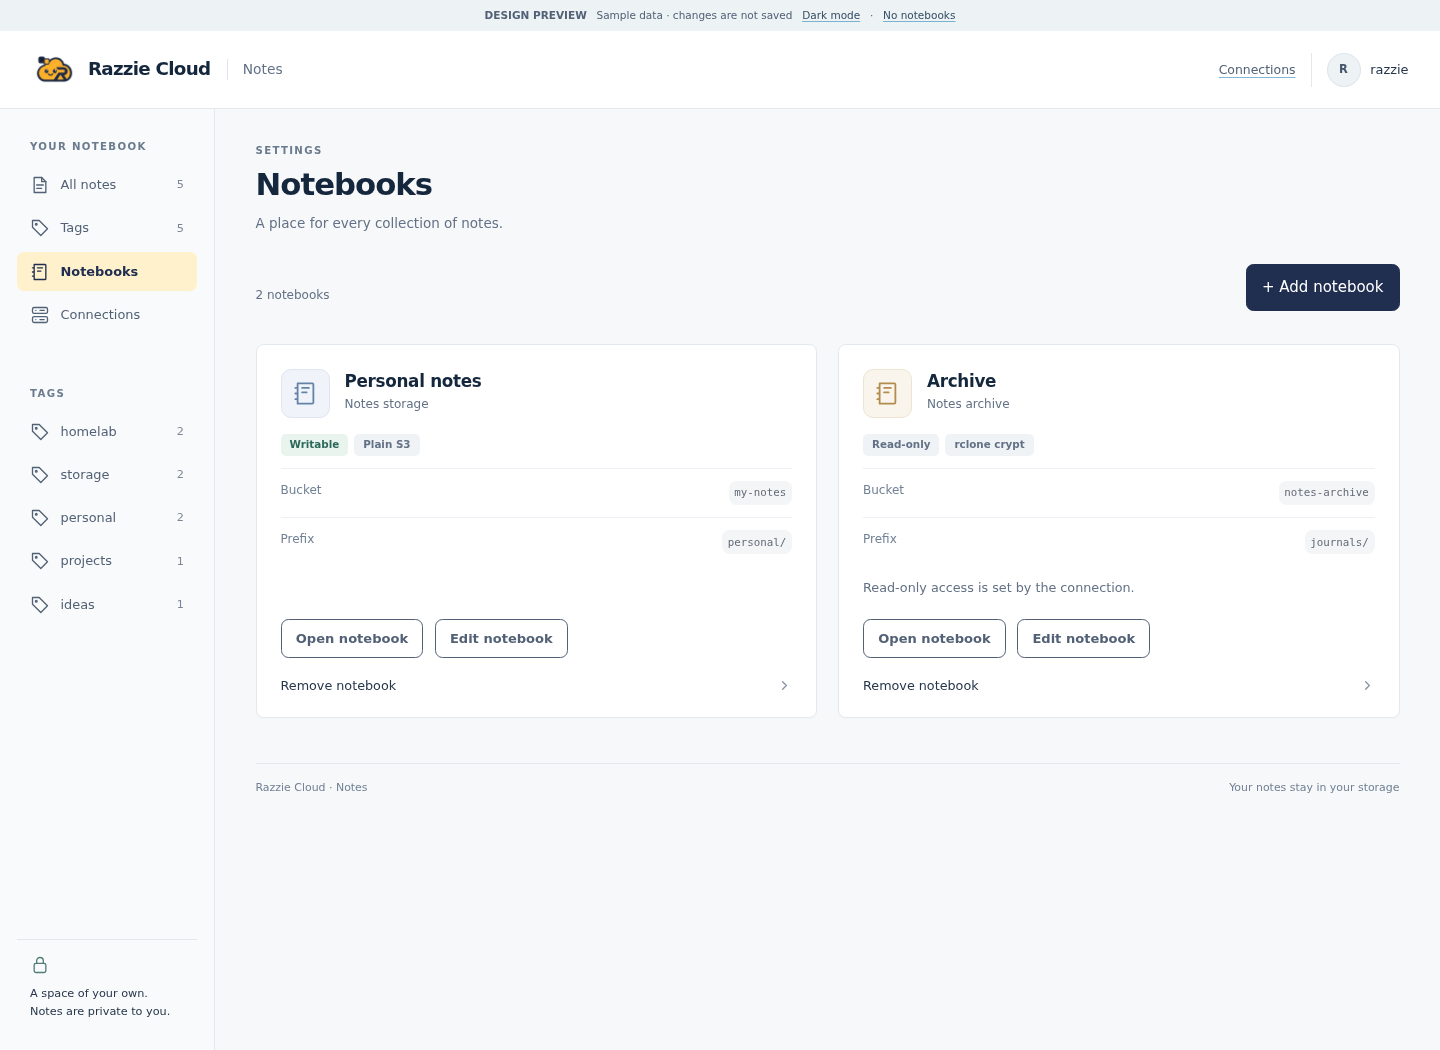 DESIGN PREVIEW Sample data · changes are not saved Dark mode · No notebooks
Razzie Cloud Notes
Connections R razzie
YOUR NOTEBOOK
All notes 5
Tags 5
Notebooks
Connections
TAGS
homelab 2
storage 2
personal 2
projects 1
ideas 1
A space of your own.
Notes are private to you.
SETTINGS
Notebooks
A place for every collection of notes.
2 notebooks
+ Add notebook
Personal notes
Notes storage
Writable Plain S3
Bucket my-notes
Prefix personal/
Open notebook Edit notebook
Remove notebook
Archive
Notes archive
Read-only rclone crypt
Bucket notes-archive
Prefix journals/
Read-only access is set by the connection.
Open notebook Edit notebook
Remove notebook
Razzie Cloud · Notes
Your notes stay in your storage